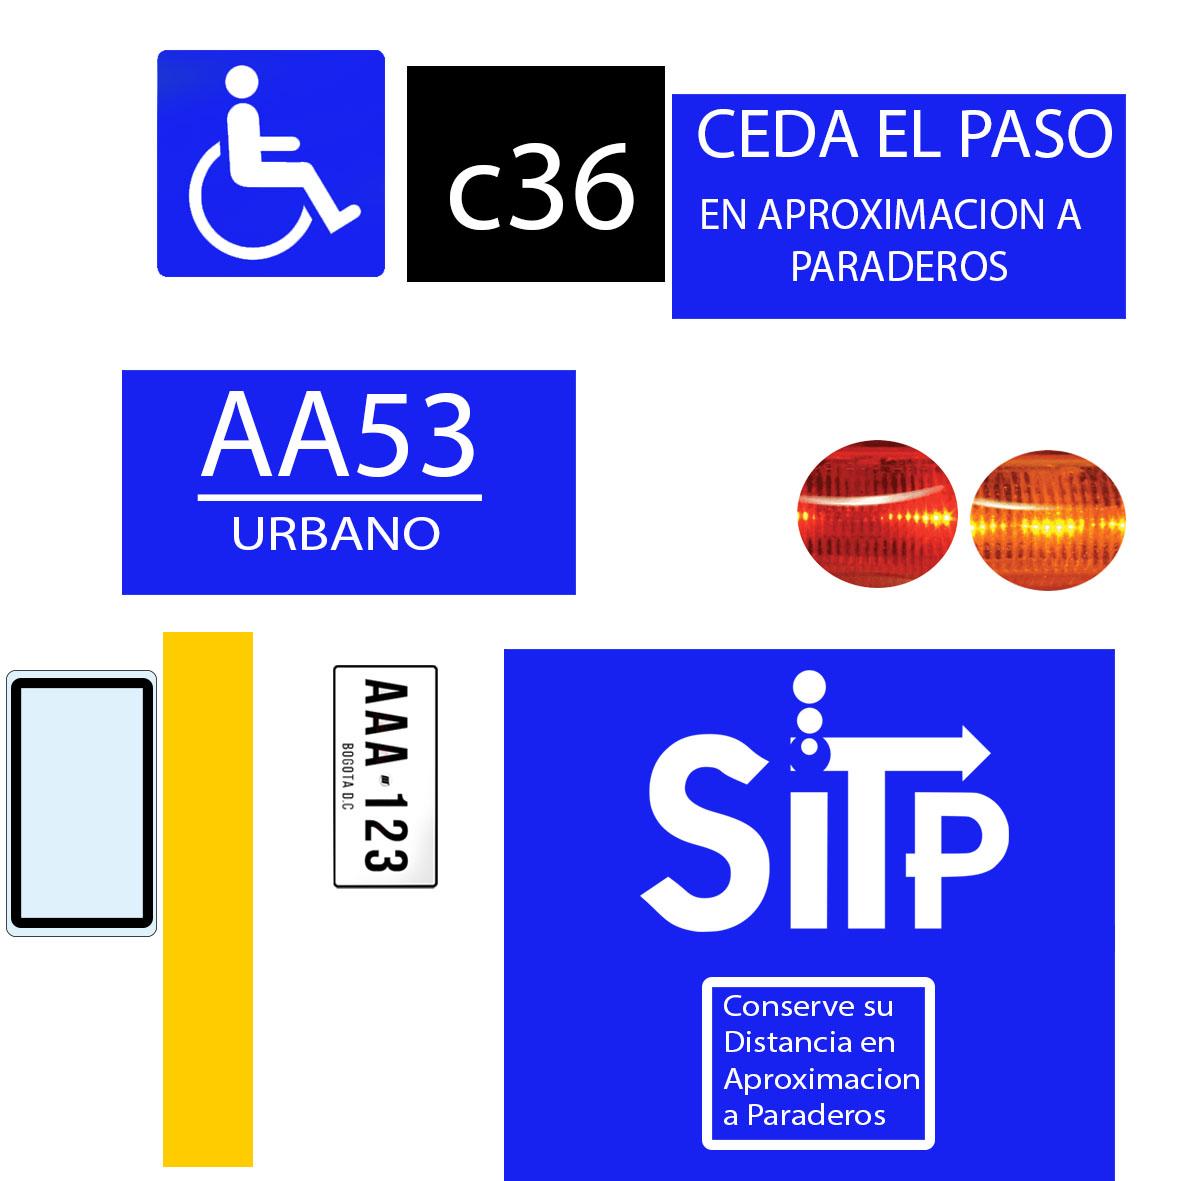 c36
CEDA EL PASO
EN APROXIMACION A
PARADEROS
AA53
URBANO
AAA-123
BOGOTA D.C
SiTP
Conserve su
Distancia en
Aproximacion
a Paraderos